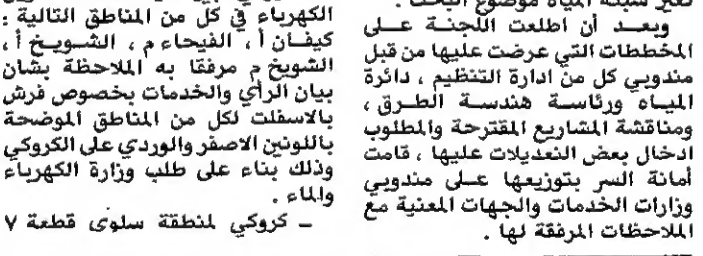 تعبر شبكة المياه موضوع البحث .
وبعد أن اطلعت اللجنة على
المخططات التي عرضت عليها من قبل
مندوبي كل من ادارة التنظيم ، دائرة
المياه ورئاسة هندسة الطرق ،
ومناقشة المشاريع المقترحة والمطلوب
ادخال بعض التعديلات عليها ، قامت
أمانة السر بتوزيعها على مندوبي
وزارات الخدمات والجهات المعنية مع
الملاحظات المرفقة لها .
الكهرباء في كل من المناطق التالية :
كيفان أ ، الفيحاء م ، الشويخ أ ،
الشويخ م مرفقا به الملاحظة بشان
بيان الرأي والخدمات بخصوص فرش
بالاسفلت لكل من المناطق الموضحة
باللونين الاصفر والوردي على الكروكي
وذلك بناء على طلب وزارة الكهرباء
والماء .
ـ كروكي لمنطقة سلوى قطعة ٧